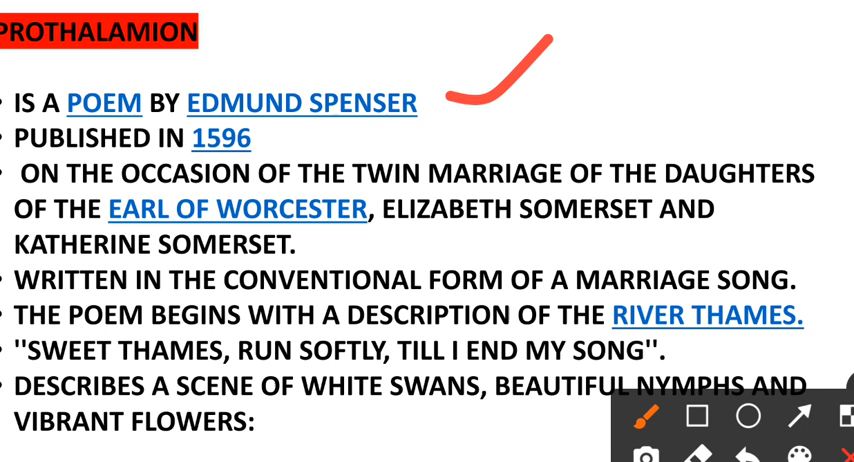 PROTHALAMION
• IS A POEM BY EDMUND SPENSER
• PUBLISHED IN 1596
• ON THE OCCASION OF THE TWIN MARRIAGE OF THE DAUGHTERS
OF THE EARL OF WORCESTER, ELIZABETH SOMERSET AND
KATHERINE SOMERSET.
• WRITTEN IN THE CONVENTIONAL FORM OF A MARRIAGE SONG.
• THE POEM BEGINS WITH A DESCRIPTION OF THE RIVER THAMES.
• "SWEET THAMES, RUN SOFTLY, TILL I END MY SONG".
• DESCRIBES A SCENE OF WHITE SWANS, BEAUTIFUL NYMPHS AND
VIBRANT FLOWERS: